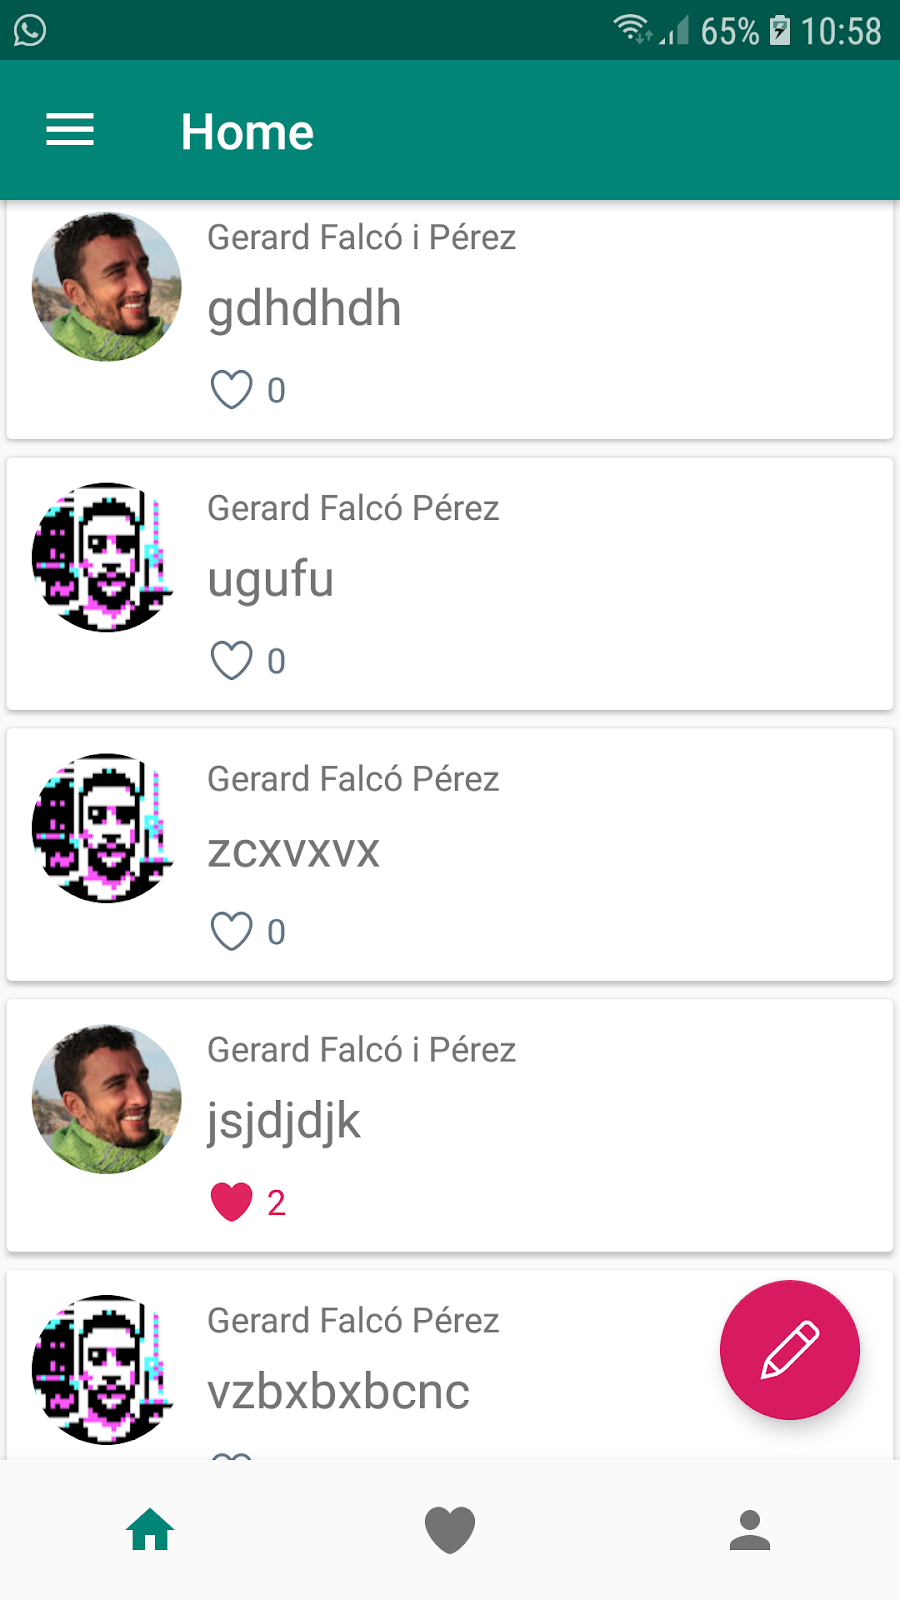 65% 10:58
Home
Gerard Falcó i Pérez
gdhdhdh
0
Gerard Falcó Pérez
ugufu
0
Gerard Falcó Pérez
zcxvxvx
0
Gerard Falcó i Pérez
jsjdjdjk
2
Gerard Falcó Pérez
vzbxbxbcnc